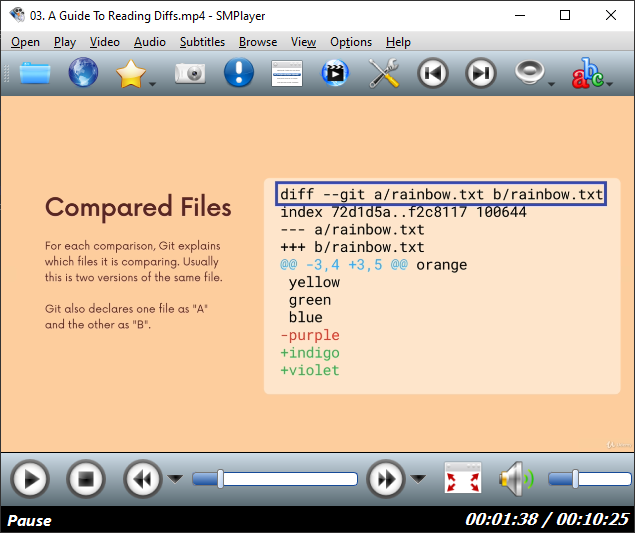 03. A Guide To Reading Diffs.mp4 - SMPlayer
Open Play Video Audio Subtitles Browse View Options Help
abc
Compared Files
For each comparison, Git explains
which files it is comparing. Usually
this is two versions of the same file.
Git also declares one file as "A"
and the other as "B".
diff --git a/rainbow.txt b/rainbow.txt
index 72d1d5a..f2c8117 100644
--- a/rainbow.txt
+++ b/rainbow.txt
@@ -3,4 +3,5 @@ orange
 yellow
 green
 blue
-purple
+indigo
+violet
Pause
00:01:38 / 00:10:25